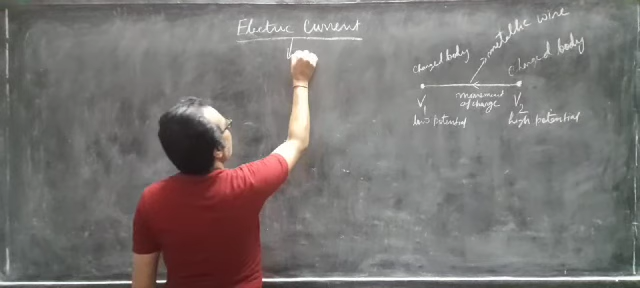 Electric Current
metallic wire
charged body
charged body
movement
of charge
V1
V2
low potential
high potential